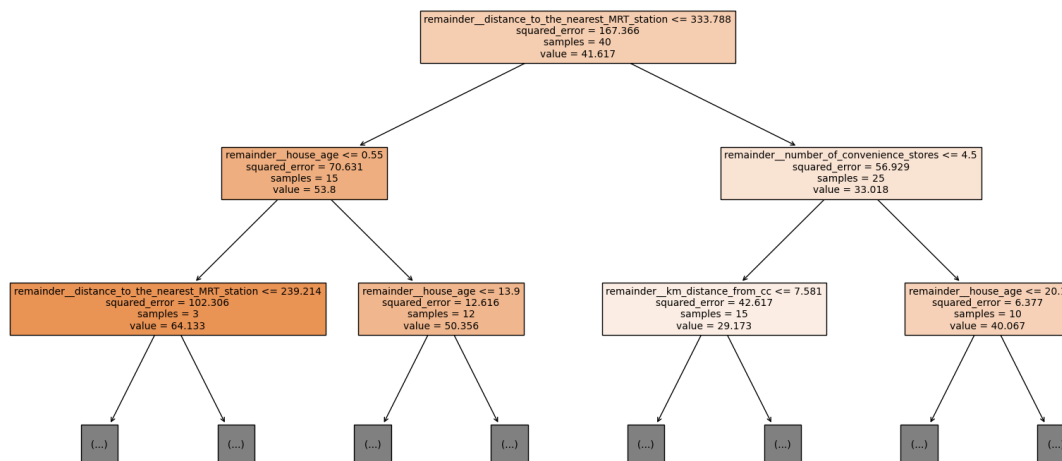 remainder__distance_to_the_nearest_MRT_station <= 333.788
squared_error = 167.366
samples = 40
value = 41.617
remainder__house_age <= 0.55
squared_error = 70.631
samples = 15
value = 53.8
remainder__number_of_convenience_stores <= 4.5
squared_error = 56.929
samples = 25
value = 33.018
remainder__distance_to_the_nearest_MRT_station <= 239.214
squared_error = 102.306
samples = 3
value = 64.133
remainder__house_age <= 13.9
squared_error = 12.616
samples = 12
value = 50.356
remainder__km_distance_from_cc <= 7.581
squared_error = 42.617
samples = 15
value = 29.173
remainder__house_age <= 20.
squared_error = 6.377
samples = 10
value = 40.067
(...)
(...)
(...)
(...)
(...)
(...)
(...)
(...)